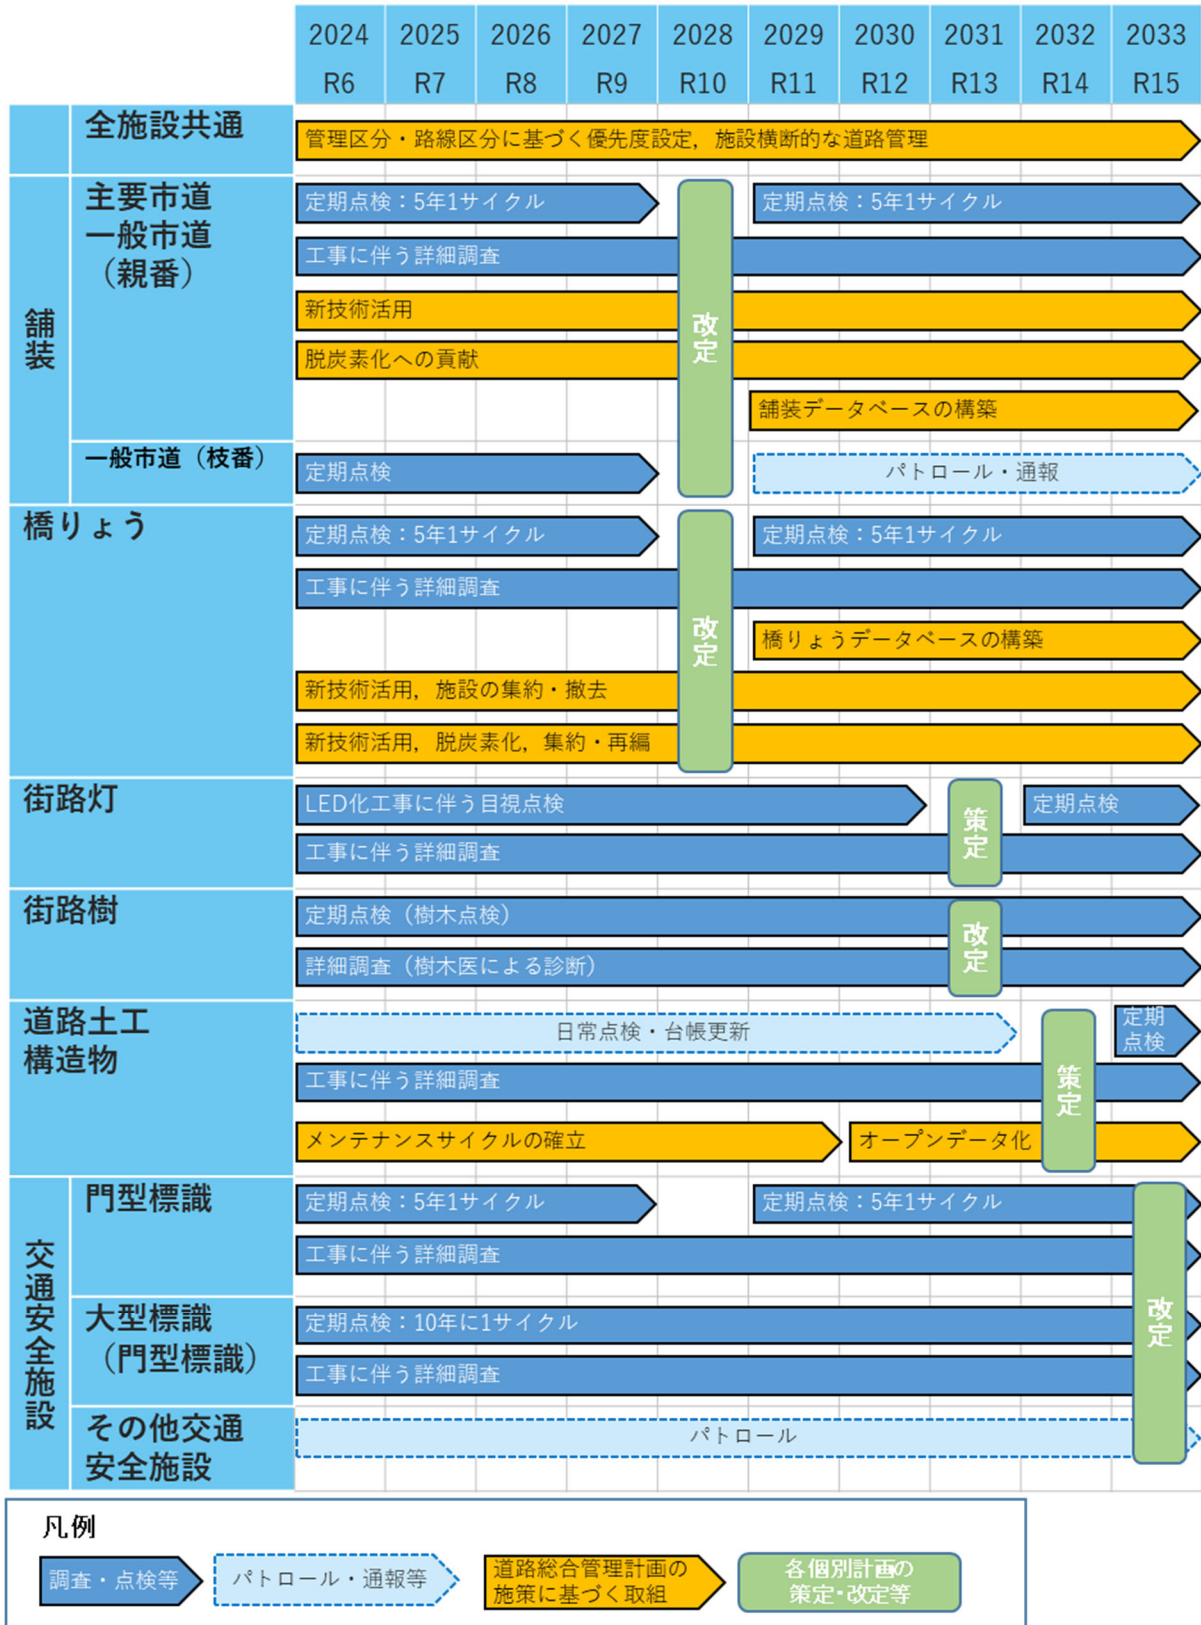 2024 2025 2026 2027 2028 2029 2030 2031 2032 2033
R6 R7 R8 R9 R10 R11 R12 R13 R14 R15
全施設共通
管理区分・路線区分に基づく優先度設定，施設横断的な道路管理
舗装
主要市道
一般市道
（親番）
定期点検：5年1サイクル
定期点検：5年1サイクル
工事に伴う詳細調査
新技術活用
脱炭素化への貢献
舗装データベースの構築
改定
一般市道（枝番）
定期点検
パトロール・通報
橋りょう
定期点検：5年1サイクル
定期点検：5年1サイクル
工事に伴う詳細調査
橋りょうデータベースの構築
新技術活用，施設の集約・撤去
新技術活用，脱炭素化，集約・再編
改定
街路灯
LED化工事に伴う目視点検
定期点検
工事に伴う詳細調査
策定
街路樹
定期点検（樹木点検）
詳細調査（樹木医による診断）
改定
道路土工
構造物
日常点検・台帳更新
定期
点検
工事に伴う詳細調査
メンテナンスサイクルの確立
オープンデータ化
策定
交通安全施設
門型標識
定期点検：5年1サイクル
定期点検：5年1サイクル
工事に伴う詳細調査
大型標識
（門型標識）
定期点検：10年に1サイクル
工事に伴う詳細調査
その他交通
安全施設
パトロール
改定
凡例
調査・点検等
パトロール・通報等
道路総合管理計画の
施策に基づく取組
各個別計画の
策定・改定等